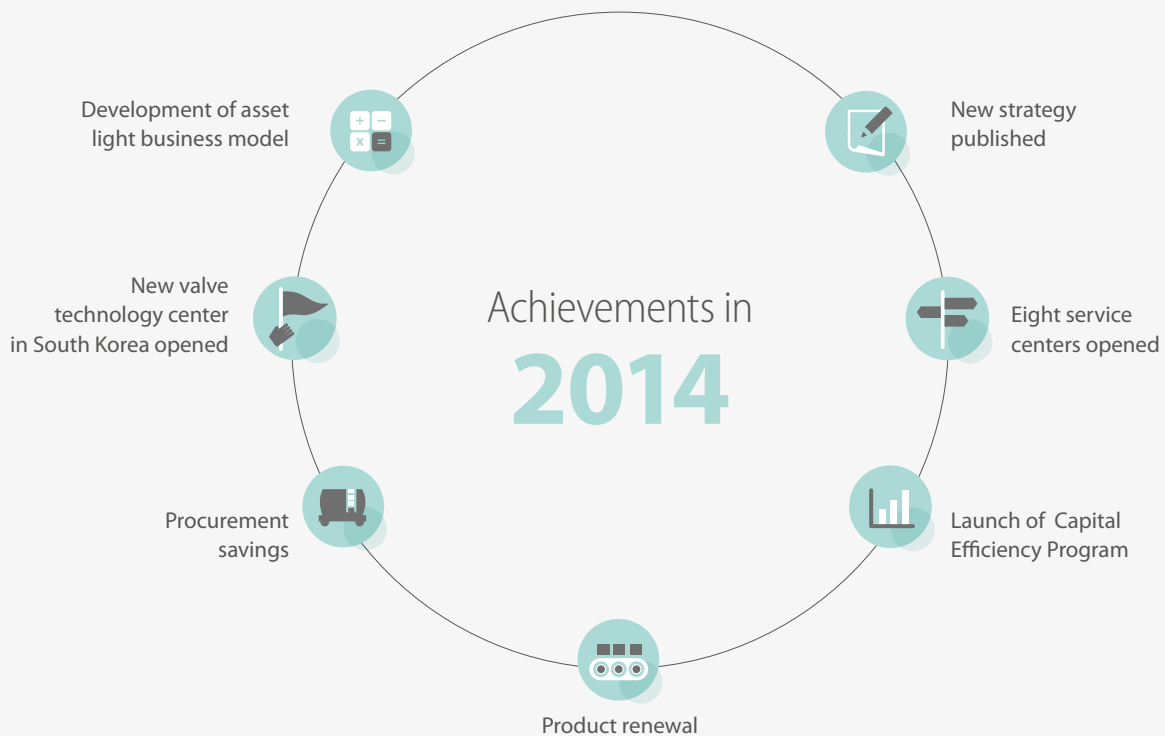 Achievements in
2014
New strategy
published
Eight service
centers opened
Launch of Capital
Efficiency Program
Product renewal
Procurement
savings
New valve
technology center
in South Korea opened
Development of asset
light business model
+ −
x =